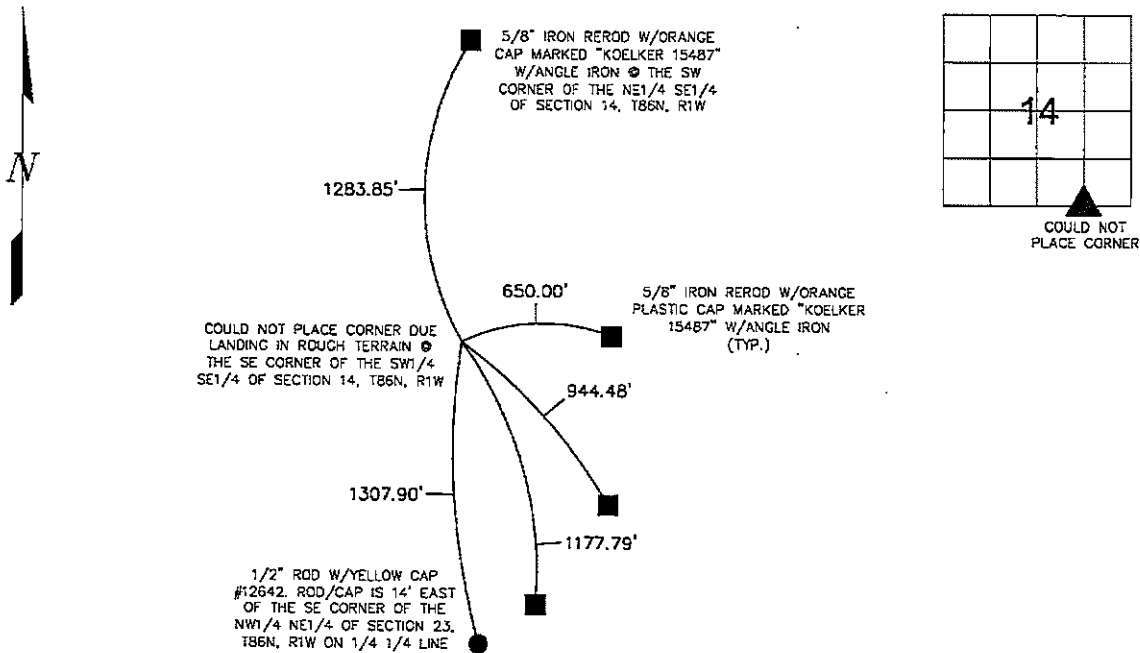 5/8" IRON REROD W/ORANGE
CAP MARKED "KOELKER 15487"
W/ANGLE IRON @ THE SW
CORNER OF THE NE1/4 SE1/4
OF SECTION 14, T86N, R1W
14
COULD NOT
PLACE CORNER
N
1283.85'
650.00'
5/8" IRON REROD W/ORANGE
PLASTIC CAP MARKED "KOELKER
15487" W/ANGLE IRON
(TYP.)
COULD NOT PLACE CORNER DUE
LANDING IN ROUGH TERRAIN @
THE SE CORNER OF THE SW1/4
SE1/4 OF SECTION 14, T86N, R1W
944.48'
1307.90'
1177.79'
1/2" ROD W/YELLOW CAP
#12642. ROD/CAP IS 14' EAST
OF THE SE CORNER OF THE
NW1/4 NE1/4 OF SECTION 23,
T86N, R1W ON 1/4 1/4 LINE